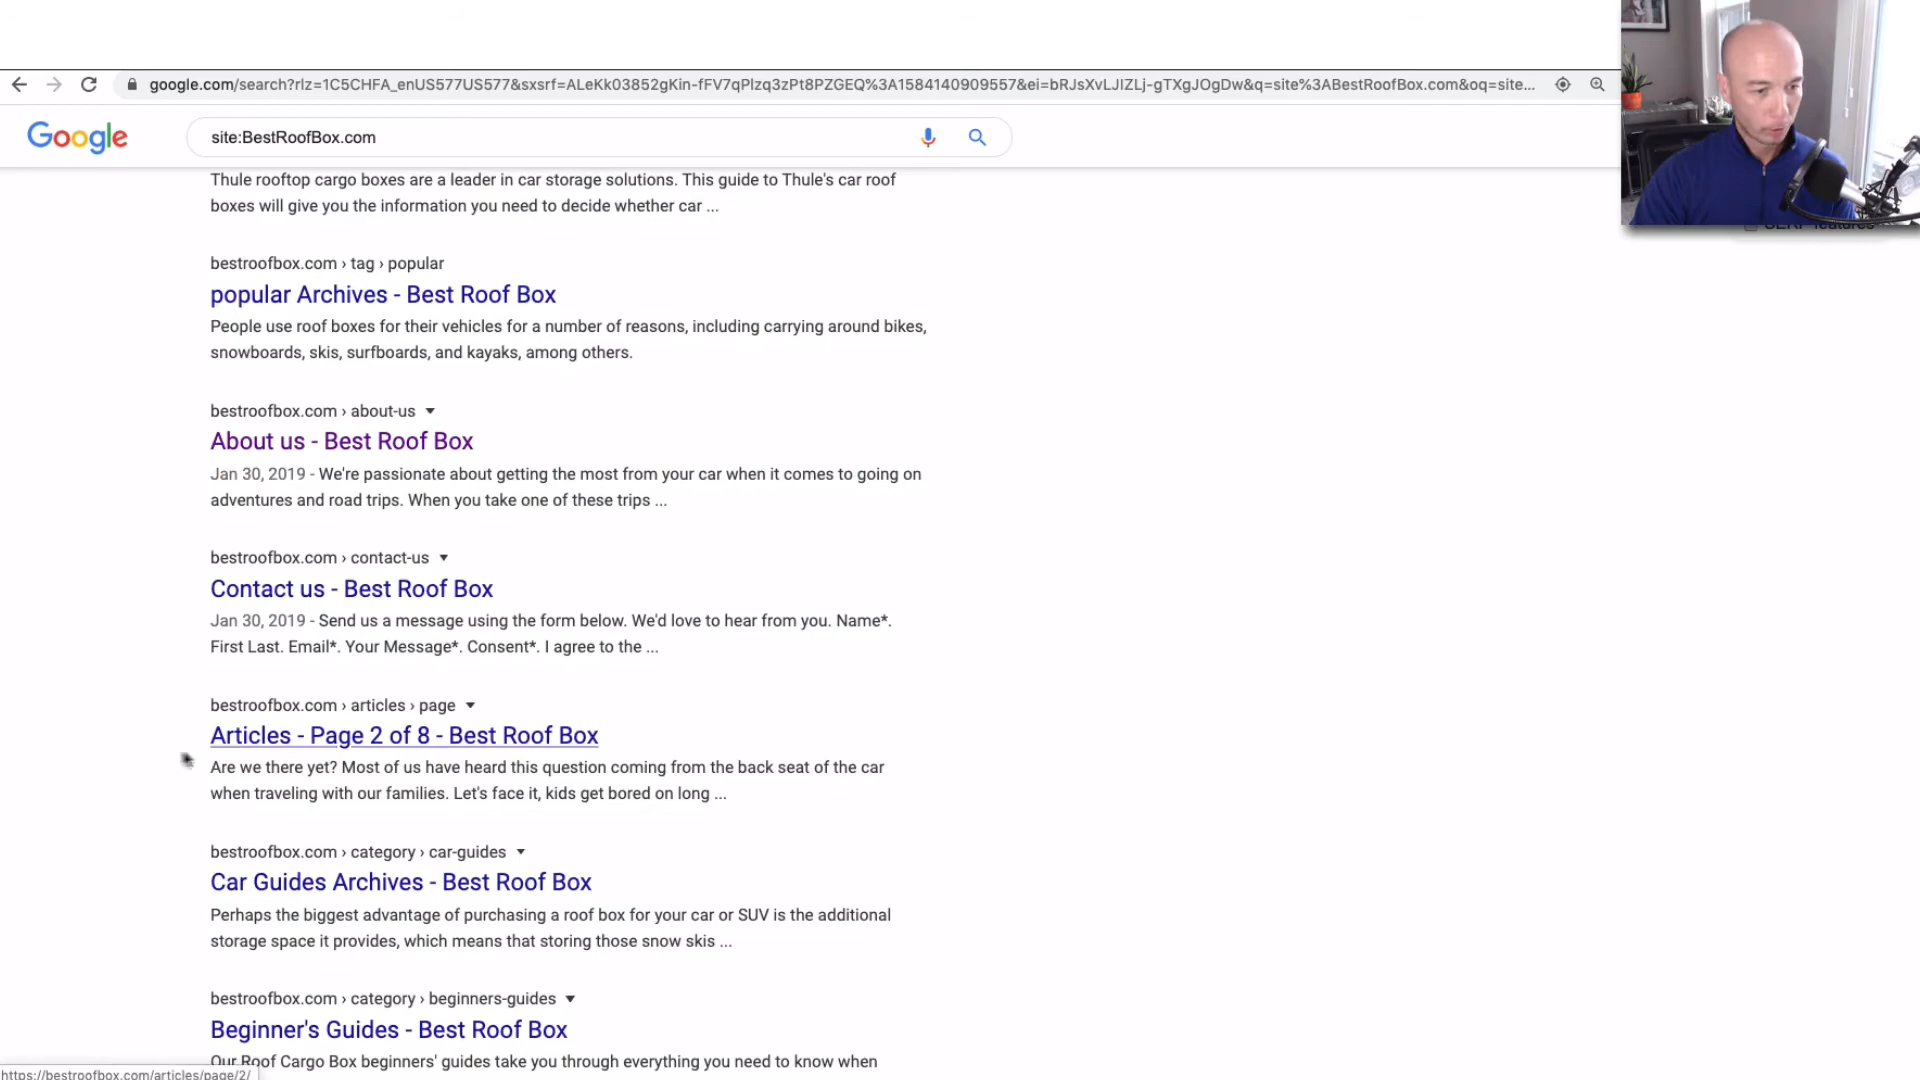 google.com/search?rlz=1C5CHFA_enUS577US577&sxsrf=ALeKk03852gKin-fFV7qPlzq3zPt8PZGEQ%3A1584140909557&ei=bRJsXvLJIZLj-gTXgJOgDw&q=site%3ABestRoofBox.com&oq=site...
Google
site:BestRoofBox.com
Thule rooftop cargo boxes are a leader in car storage solutions. This guide to Thule's car roof
boxes will give you the information you need to decide whether car ...
SERP features
bestroofbox.com › tag › popular
popular Archives - Best Roof Box
People use roof boxes for their vehicles for a number of reasons, including carrying around bikes,
snowboards, skis, surfboards, and kayaks, among others.
bestroofbox.com › about-us
About us - Best Roof Box
Jan 30, 2019 - We're passionate about getting the most from your car when it comes to going on
adventures and road trips. When you take one of these trips ...
bestroofbox.com › contact-us
Contact us - Best Roof Box
Jan 30, 2019 - Send us a message using the form below. We'd love to hear from you. Name*.
First Last. Email*. Your Message*. Consent*. I agree to the ...
bestroofbox.com › articles › page
Articles - Page 2 of 8 - Best Roof Box
Are we there yet? Most of us have heard this question coming from the back seat of the car
when traveling with our families. Let's face it, kids get bored on long ...
bestroofbox.com › category › car-guides
Car Guides Archives - Best Roof Box
Perhaps the biggest advantage of purchasing a roof box for your car or SUV is the additional
storage space it provides, which means that storing those snow skis ...
bestroofbox.com › category › beginners-guides
Beginner's Guides - Best Roof Box
Our Roof Cargo Box beginners' guides take you through everything you need to know when
https://bestroofbox.com/articles/page/2/